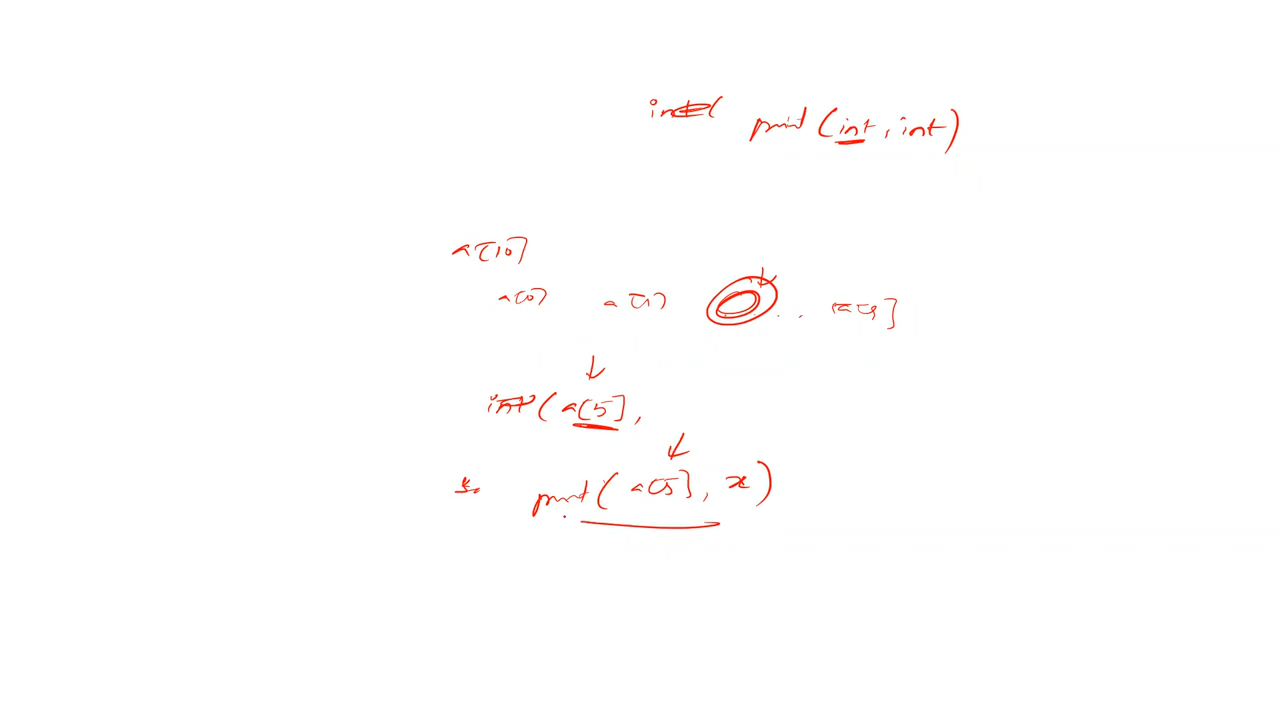 print (int, int)
a[10]
a[0] a[1] . . a[9]
int ( a[5],
print ( a[5], x )